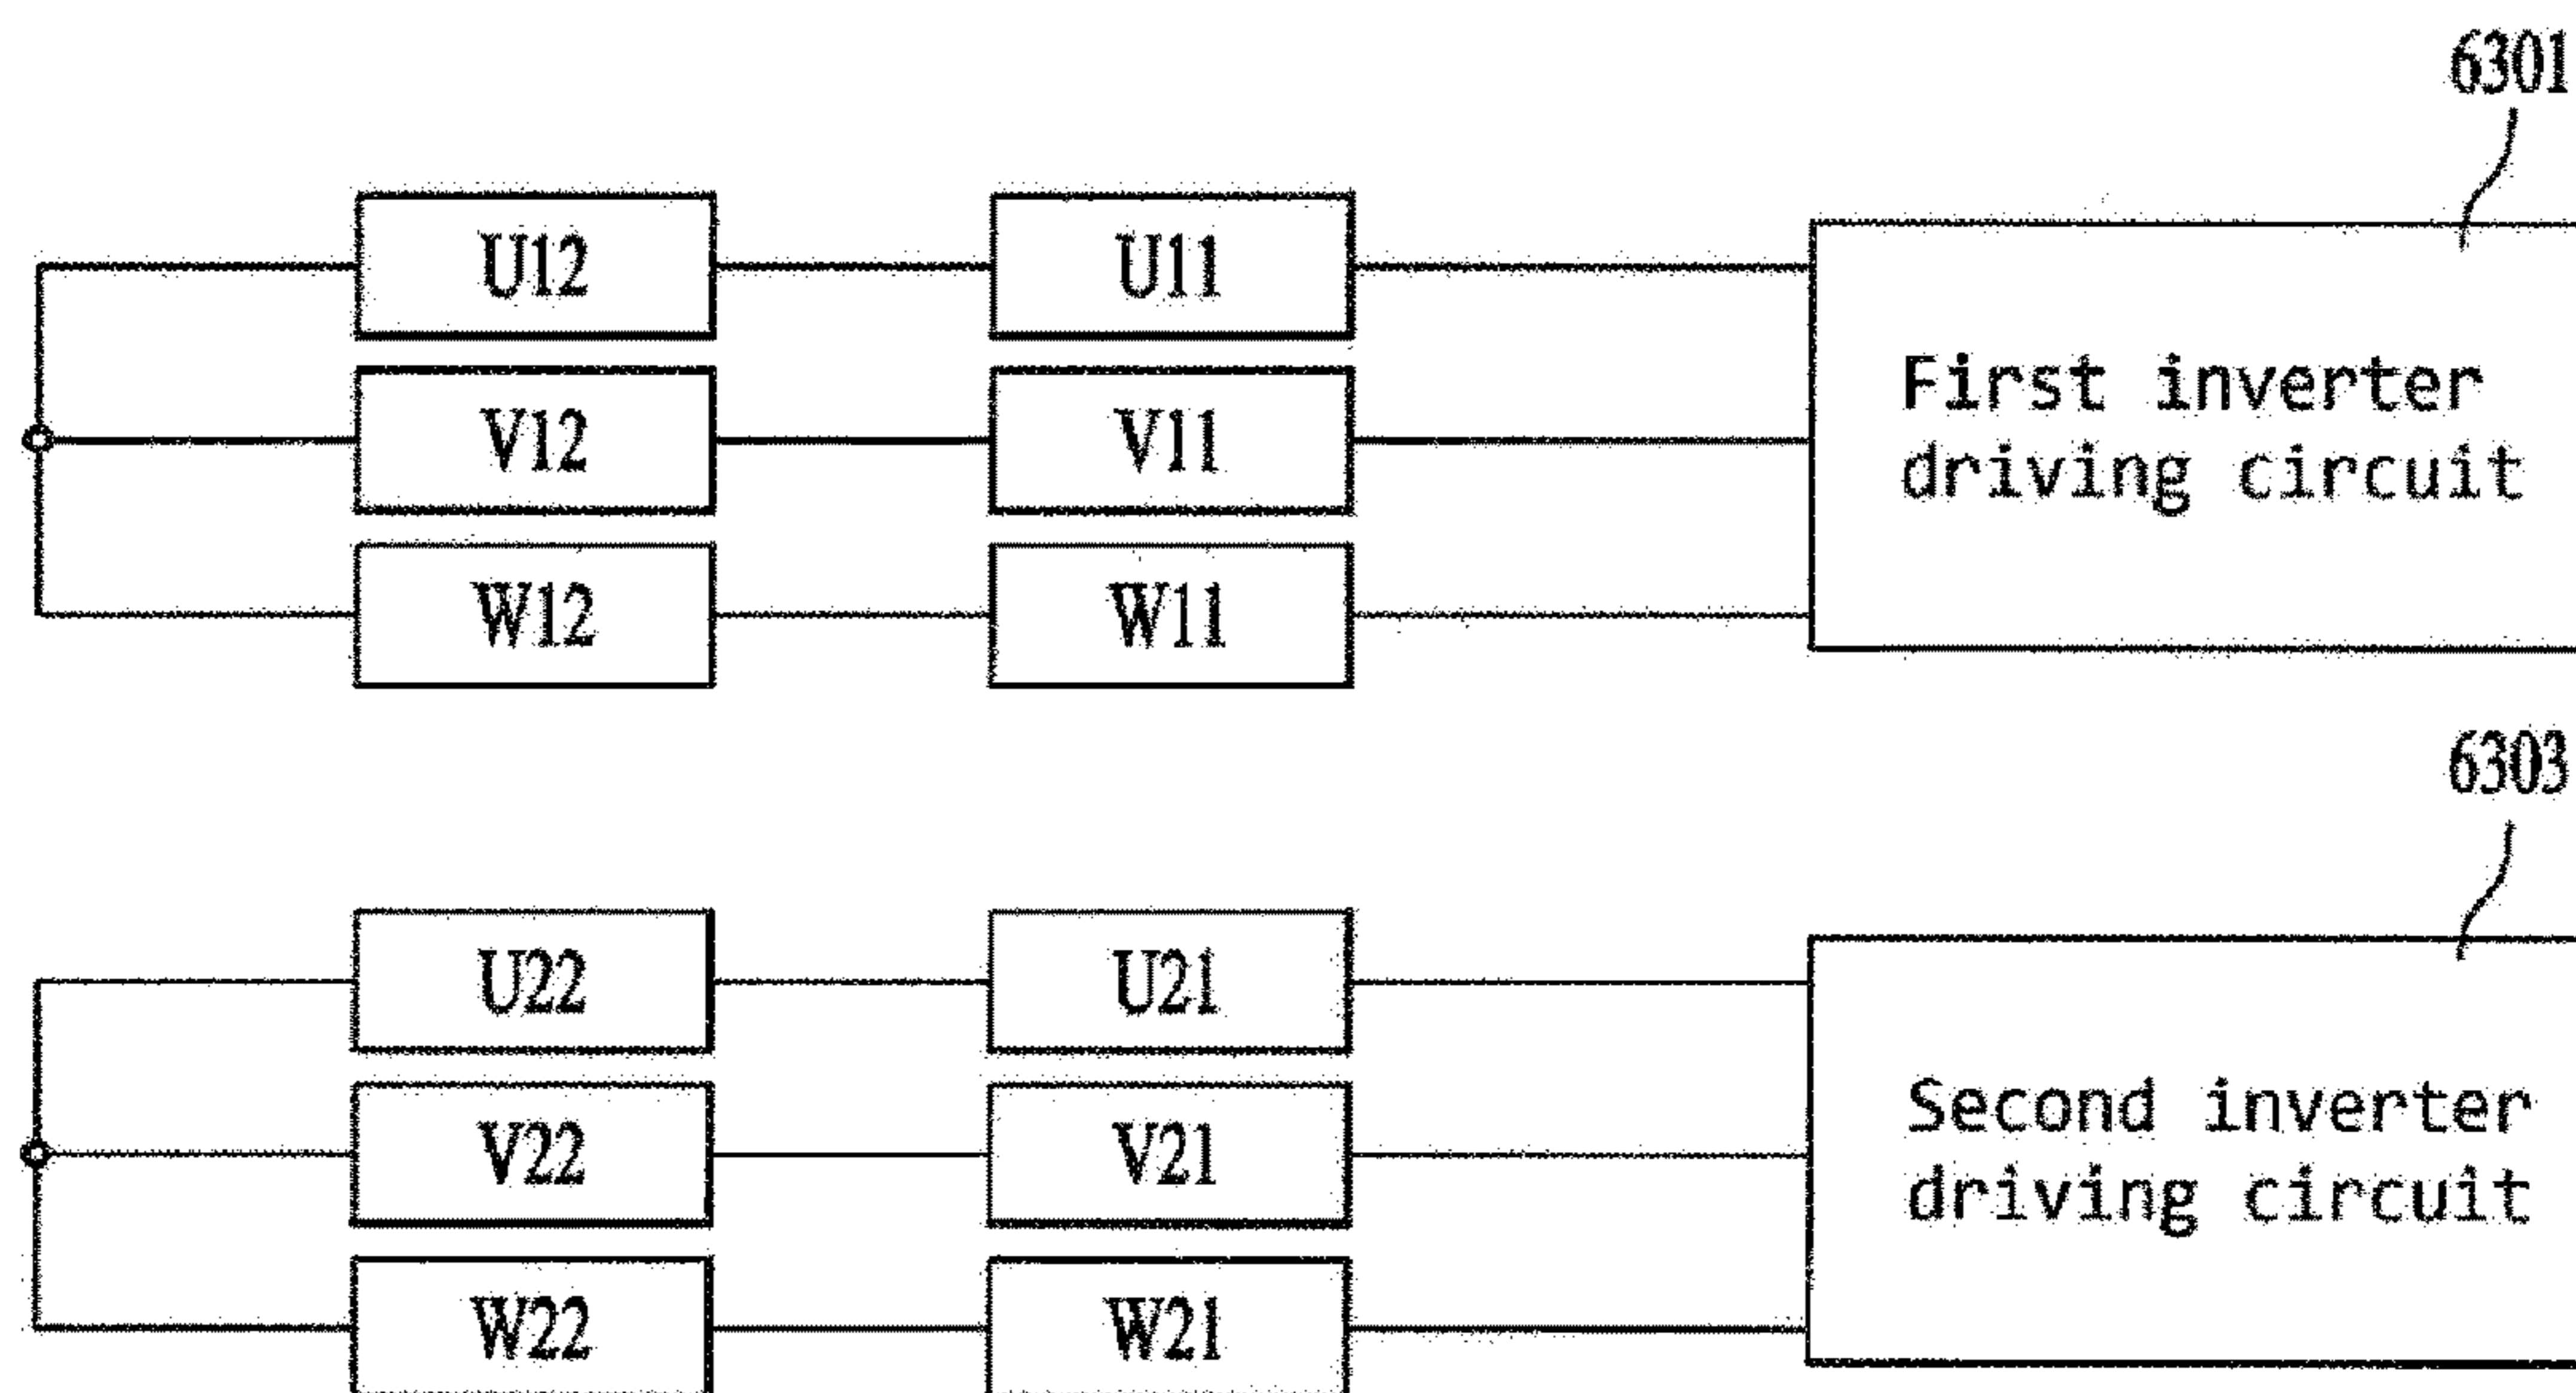 6301
U12 U11
First inverter
V12 V11
driving circuit
W12 W11
6303
U22 U21
Second inverter
V22 V21
driving circuit
W22 W21